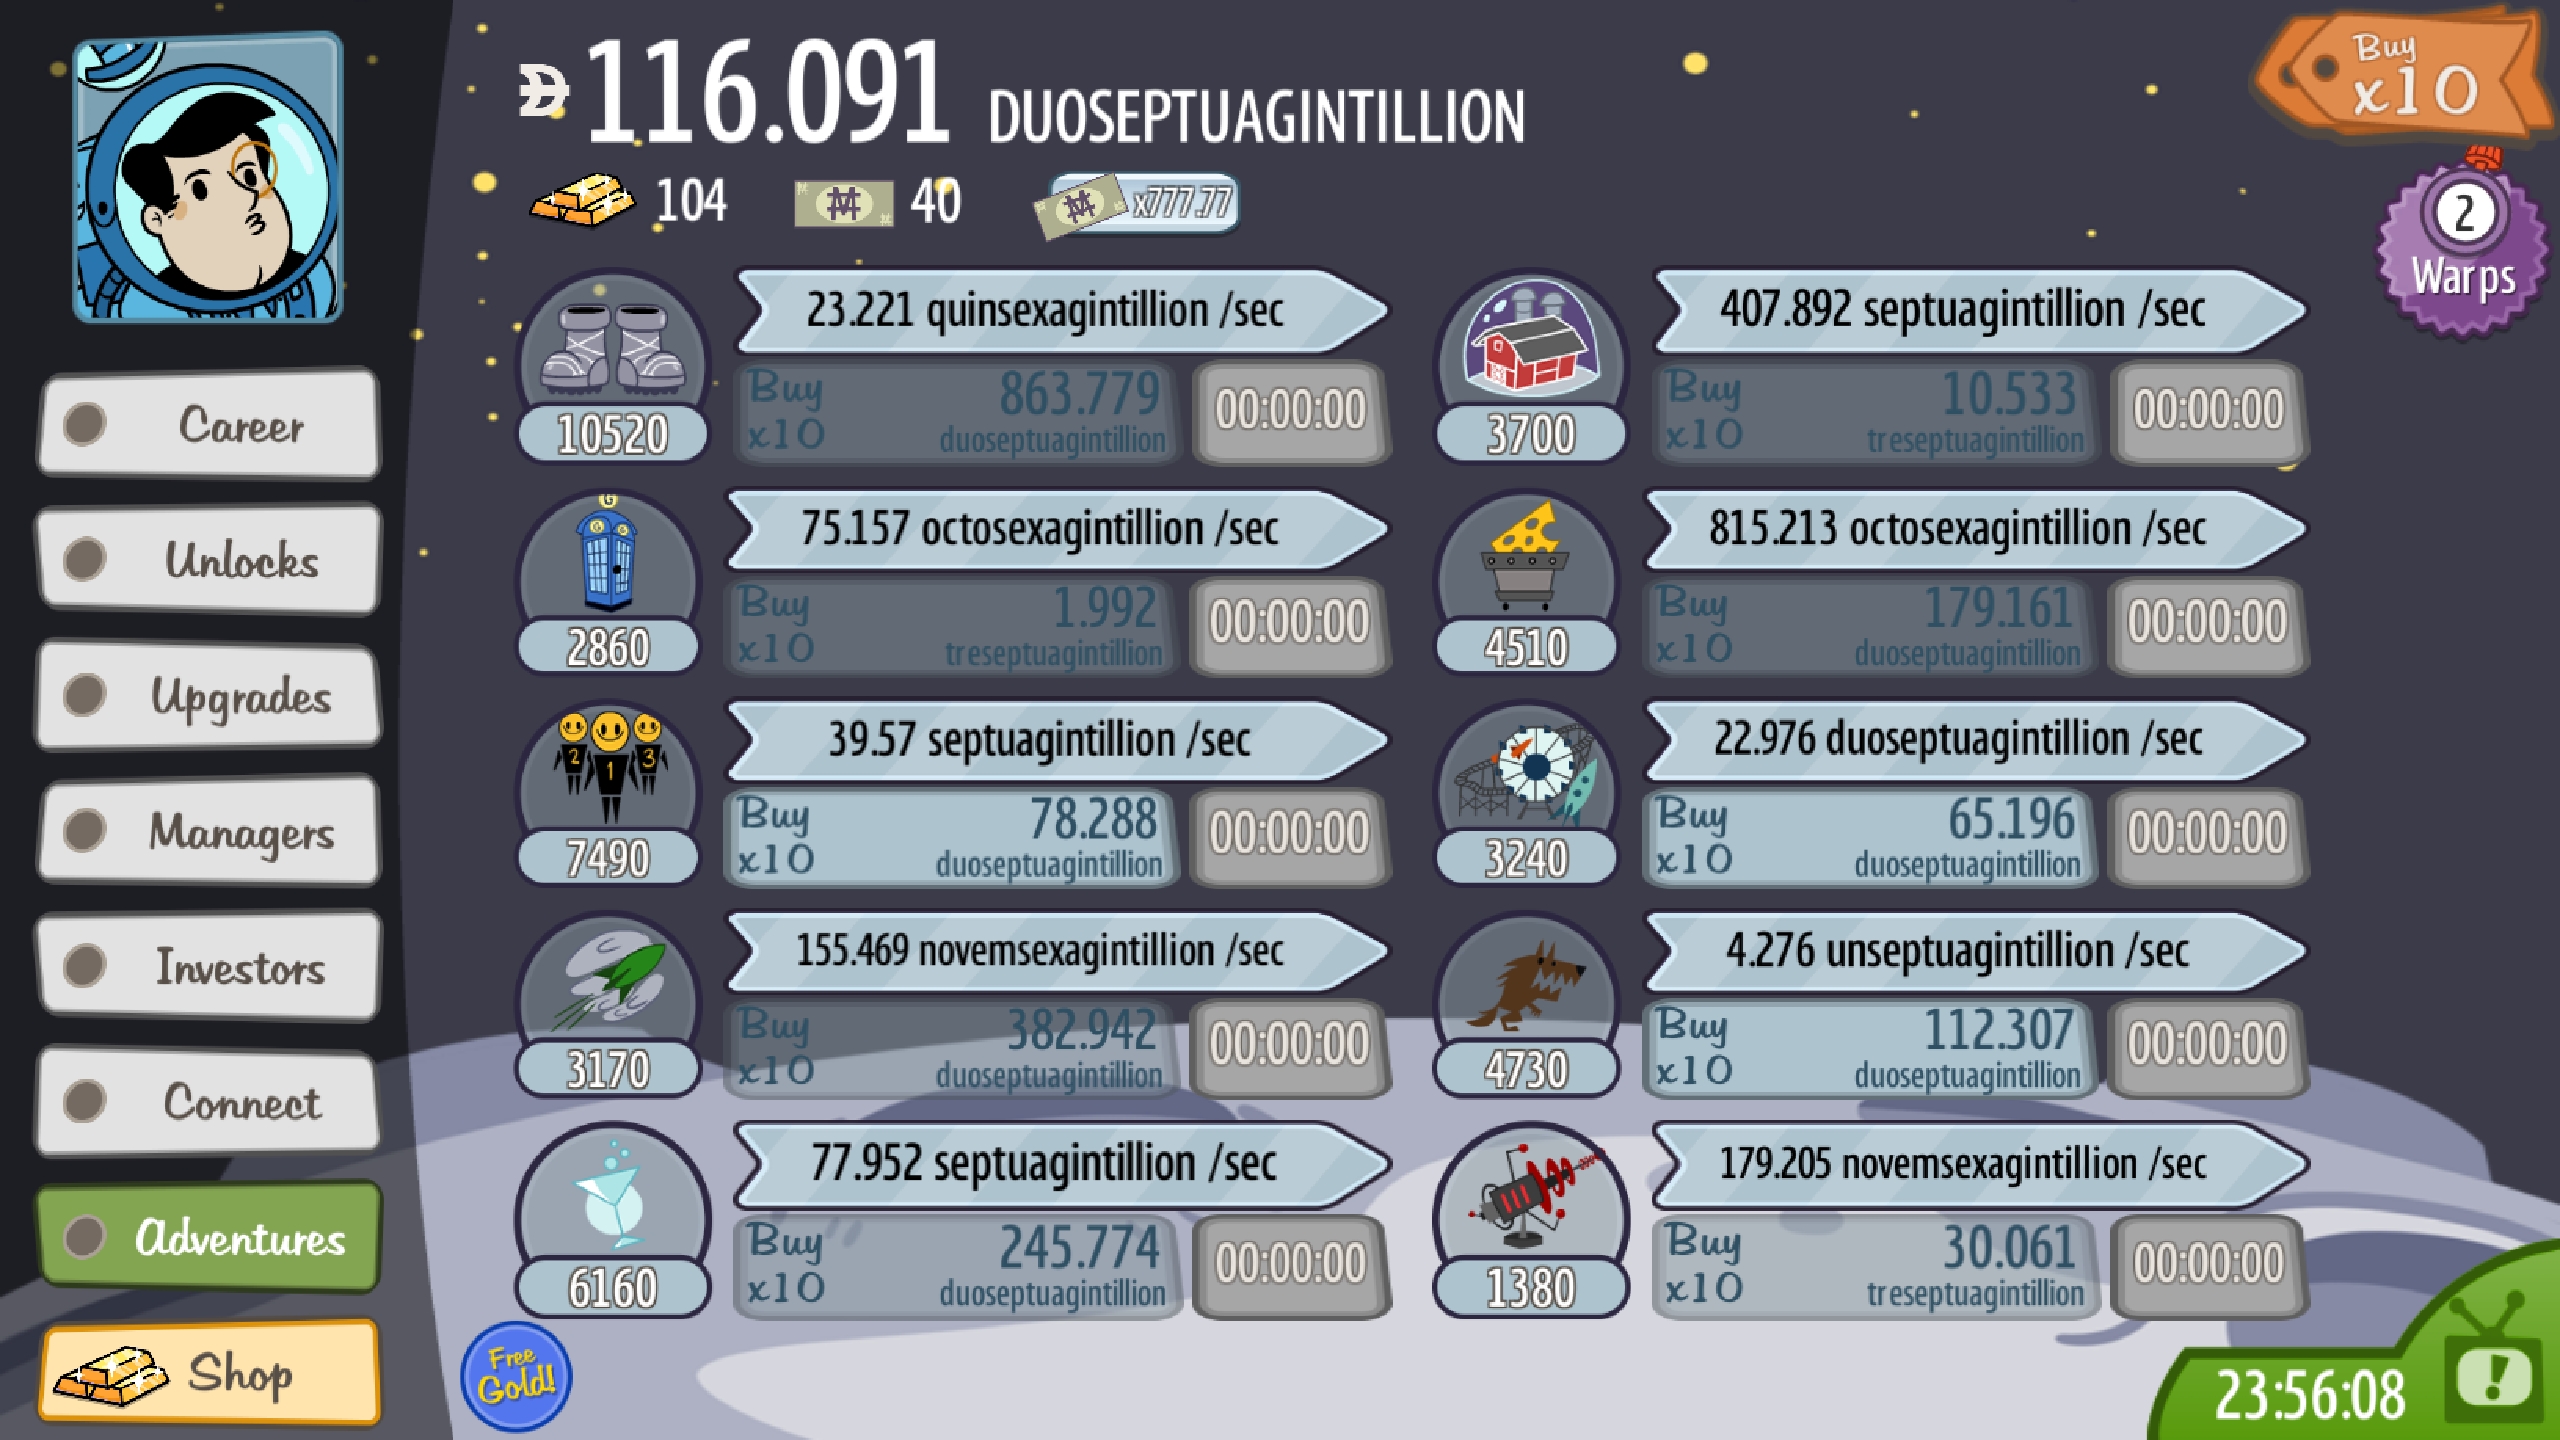 116.091 DUOSEPTUAGINTILLION
Buy
x10
104
40
x777.77
2
Warps
Career
Unlocks
Upgrades
Managers
Investors
Connect
Adventures
Shop
23.221 quinsexagintillion /sec
10520
Buy
x10
863.779
duoseptuagintillion
00:00:00
407.892 septuagintillion /sec
3700
Buy
x10
10.533
treseptuagintillion
00:00:00
75.157 octosexagintillion /sec
2860
Buy
x10
1.992
treseptuagintillion
00:00:00
815.213 octosexagintillion /sec
4510
Buy
x10
179.161
duoseptuagintillion
00:00:00
39.57 septuagintillion /sec
2 1 3
7490
Buy
x10
78.288
duoseptuagintillion
00:00:00
22.976 duoseptuagintillion /sec
3240
Buy
x10
65.196
duoseptuagintillion
00:00:00
155.469 novemsexagintillion /sec
3170
Buy
x10
382.942
duoseptuagintillion
00:00:00
4.276 unseptuagintillion /sec
4730
Buy
x10
112.307
duoseptuagintillion
00:00:00
77.952 septuagintillion /sec
6160
Buy
x10
245.774
duoseptuagintillion
00:00:00
179.205 novemsexagintillion /sec
1380
Buy
x10
30.061
treseptuagintillion
00:00:00
Free
Gold!
23:56:08
!